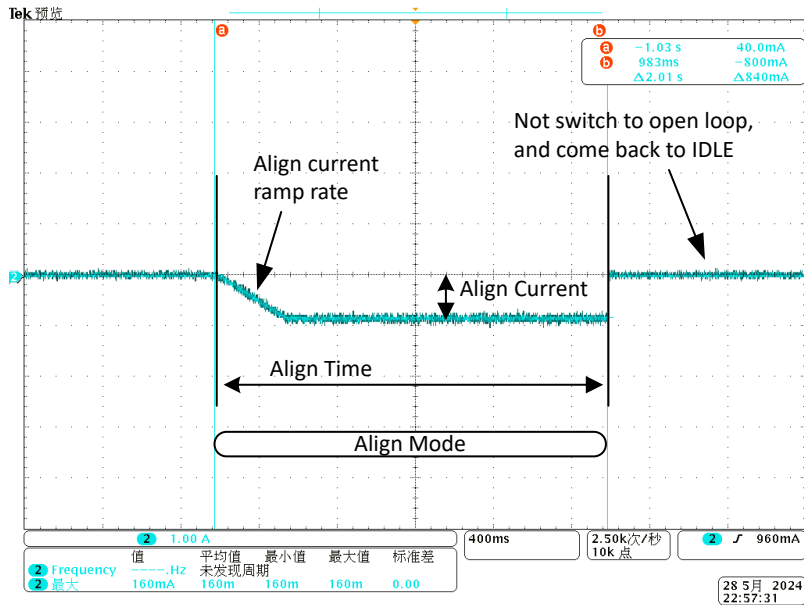 Tek 预览
a
b
a -1.03 s 40.0mA
b 983ms -800mA
Δ2.01 s Δ840mA
Not switch to open loop,
and come back to IDLE
Align current
ramp rate
2
Align Current
Align Time
Align Mode
2 1.00 A
400ms
2.50k次/秒
10k 点
2 960mA
值 平均值 最小值 最大值 标准差
2 Frequency ----.Hz 未发现周期
2 最大 160mA 160m 160m 160m 0.00
28 5月 2024
22:57:31